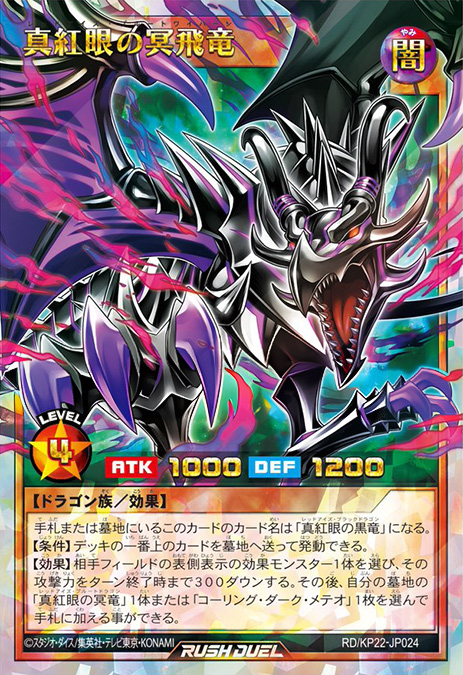 真紅眼の冥飛竜
やみ
闇
LEVEL
4
ATK 1000 DEF 1200
【ドラゴン族／効果】
手札または墓地にいるこのカードのカード名は「真紅眼の黒竜」になる。
【条件】デッキの一番上のカードを墓地へ送って発動できる。
【効果】相手フィールドの表側表示の効果モンスター1体を選び、その
攻撃力をターン終了時まで300ダウンする。その後、自分の墓地の
「真紅眼の冥竜」1体または「コーリング・ダーク・メテオ」1枚を選んで
手札に加える事ができる。
©スタジオ・ダイス/集英社・テレビ東京・KONAMI
RUSH DUEL
RD/KP22-JP024